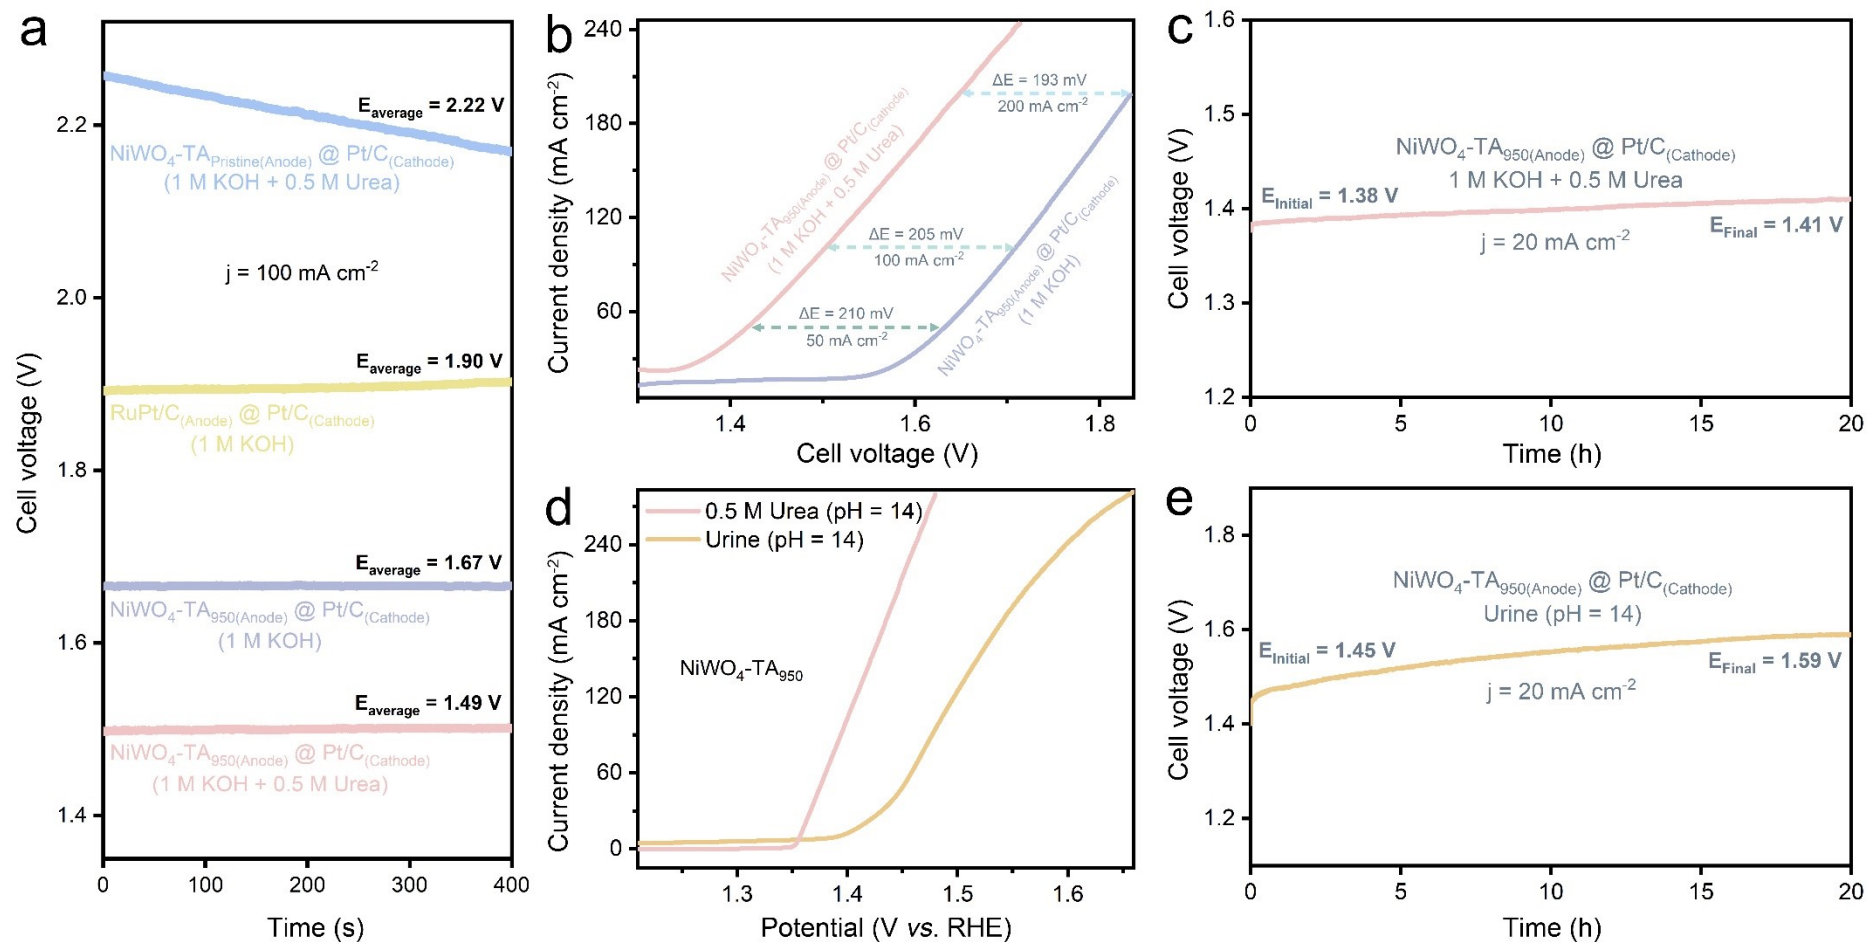 a
Cell voltage (V)
2.2
2.0
1.8
1.6
1.4
E_average = 2.22 V
NiWO₄-TA_Pristine(Anode) @ Pt/C_(Cathode)
(1 M KOH + 0.5 M Urea)
j = 100 mA cm⁻²
E_average = 1.90 V
RuPt/C_(Anode) @ Pt/C_(Cathode)
(1 M KOH)
E_average = 1.67 V
NiWO₄-TA_950(Anode) @ Pt/C_(Cathode)
(1 M KOH)
E_average = 1.49 V
NiWO₄-TA_950(Anode) @ Pt/C_(Cathode)
(1 M KOH + 0.5 M Urea)
0 100 200 300 400
Time (s)
b
Current density (mA cm⁻²)
240
180
120
60
NiWO₄-TA_950(Anode) @ Pt/C_(Cathode)
(1 M KOH + 0.5 M Urea)
ΔE = 193 mV
200 mA cm⁻²
ΔE = 205 mV
100 mA cm⁻²
ΔE = 210 mV
50 mA cm⁻²
NiWO₄-TA_950(Anode) @ Pt/C_(Cathode)
(1 M KOH)
1.4 1.6 1.8
Cell voltage (V)
c
Cell voltage (V)
1.6
1.5
1.4
1.3
1.2
NiWO₄-TA_950(Anode) @ Pt/C_(Cathode)
1 M KOH + 0.5 M Urea
E_Initial = 1.38 V
E_Final = 1.41 V
j = 20 mA cm⁻²
0 5 10 15 20
Time (h)
d
Current density (mA cm⁻²)
240
180
120
60
0
0.5 M Urea (pH = 14)
Urine (pH = 14)
NiWO₄-TA₉₅₀
1.3 1.4 1.5 1.6
Potential (V vs. RHE)
e
Cell voltage (V)
1.8
1.6
1.4
1.2
NiWO₄-TA_950(Anode) @ Pt/C_(Cathode)
Urine (pH = 14)
E_Initial = 1.45 V
E_Final = 1.59 V
j = 20 mA cm⁻²
0 5 10 15 20
Time (h)